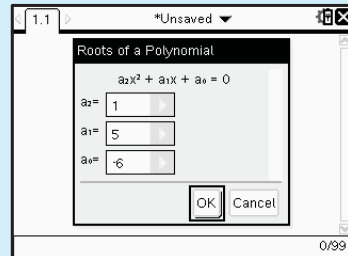 1.1 *Unsaved
Roots of a Polynomial
a₂x² + a₁x + a₀ = 0
a₂= 1
a₁= 5
a₀= -6
OK Cancel
0/99